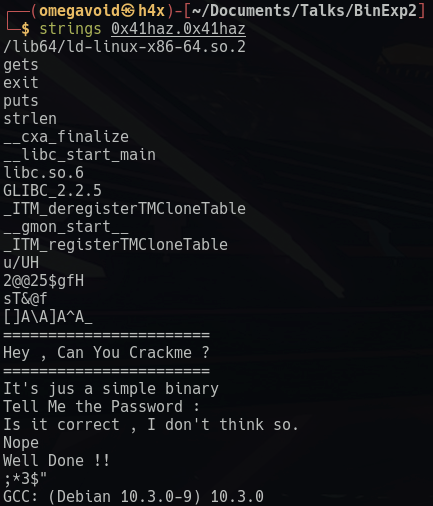 ┌──(omegavoid㉿h4x)-[~/Documents/Talks/BinExp2]
└─$ strings 0x41haz.0x41haz
/lib64/ld-linux-x86-64.so.2
gets
exit
puts
strlen
__cxa_finalize
__libc_start_main
libc.so.6
GLIBC_2.2.5
_ITM_deregisterTMCloneTable
__gmon_start__
_ITM_registerTMCloneTable
u/UH
2@@25$gfH
sT&@f
[]A\A]A^A_
=======================
Hey , Can You Crackme ?
=======================
It's jus a simple binary
Tell Me the Password :
Is it correct , I don't think so.
Nope
Well Done !!
;*3$"
GCC: (Debian 10.3.0-9) 10.3.0